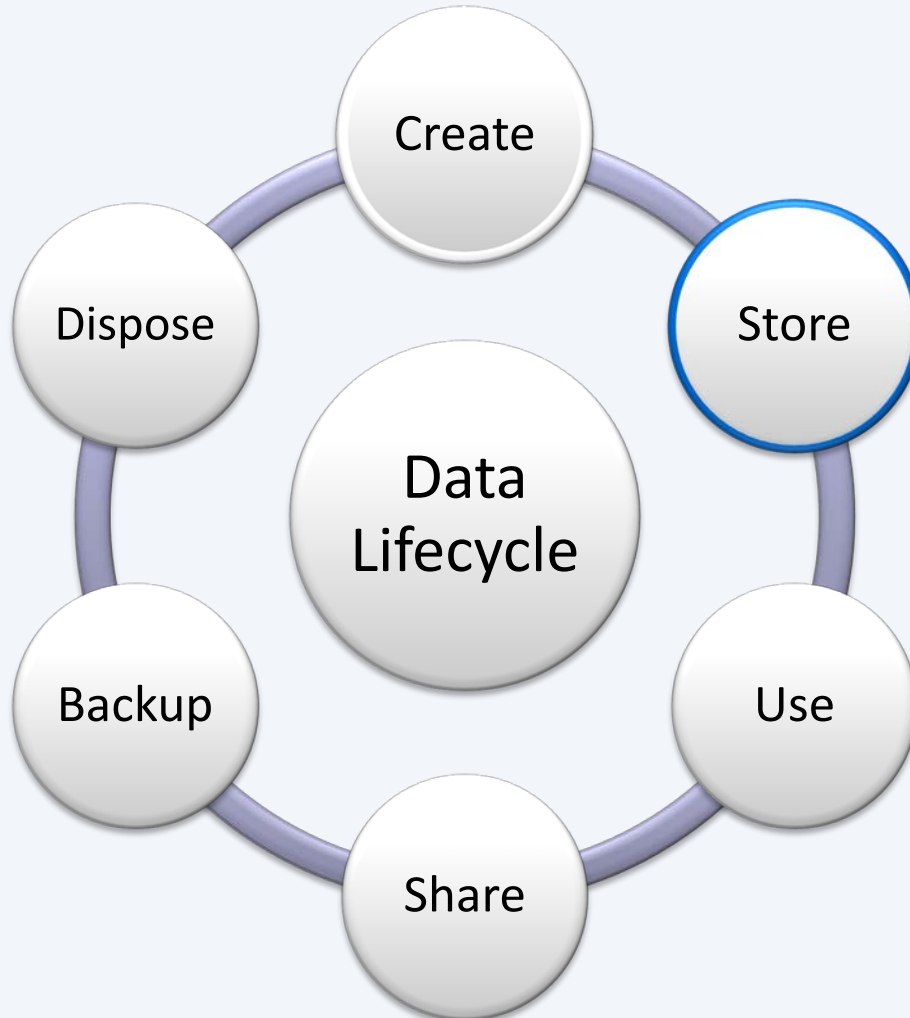 Create
Store
Use
Share
Backup
Dispose
Data
Lifecycle